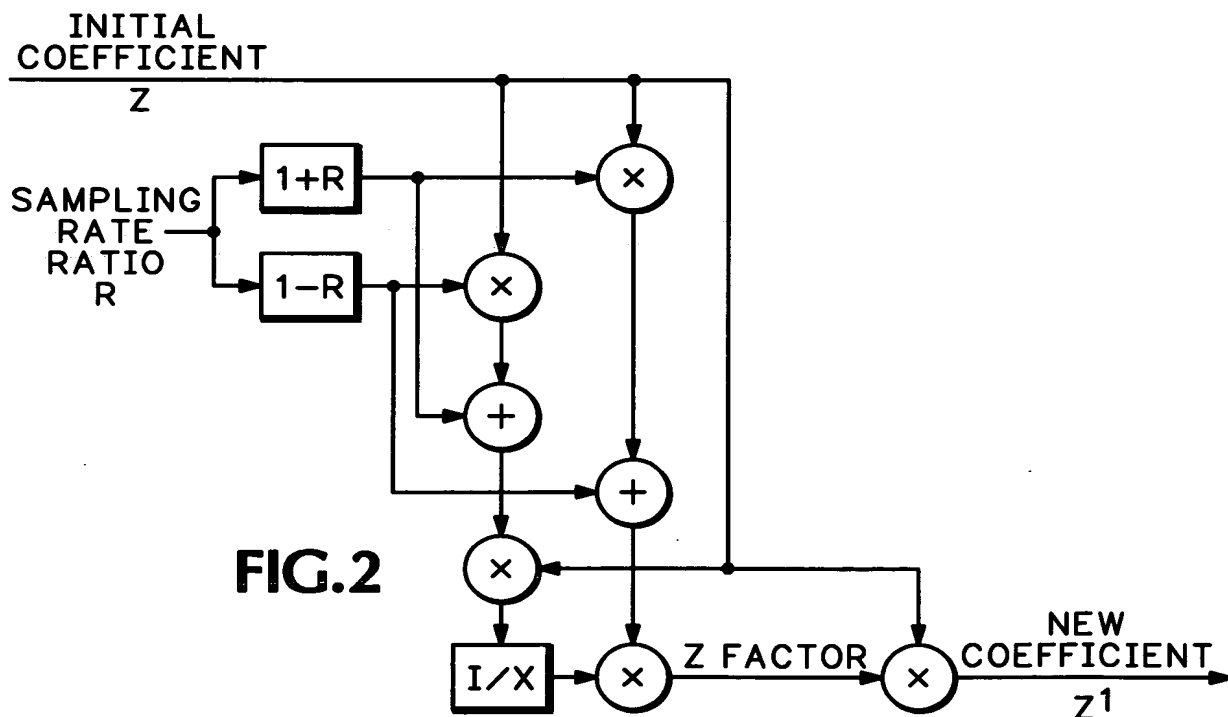 INITIAL
COEFFICIENT
Z
1+R
×
SAMPLING
RATE
RATIO
R
1−R
×
+
+
FIG.2
×
I/X
×
Z FACTOR
×
NEW
COEFFICIENT
Z1